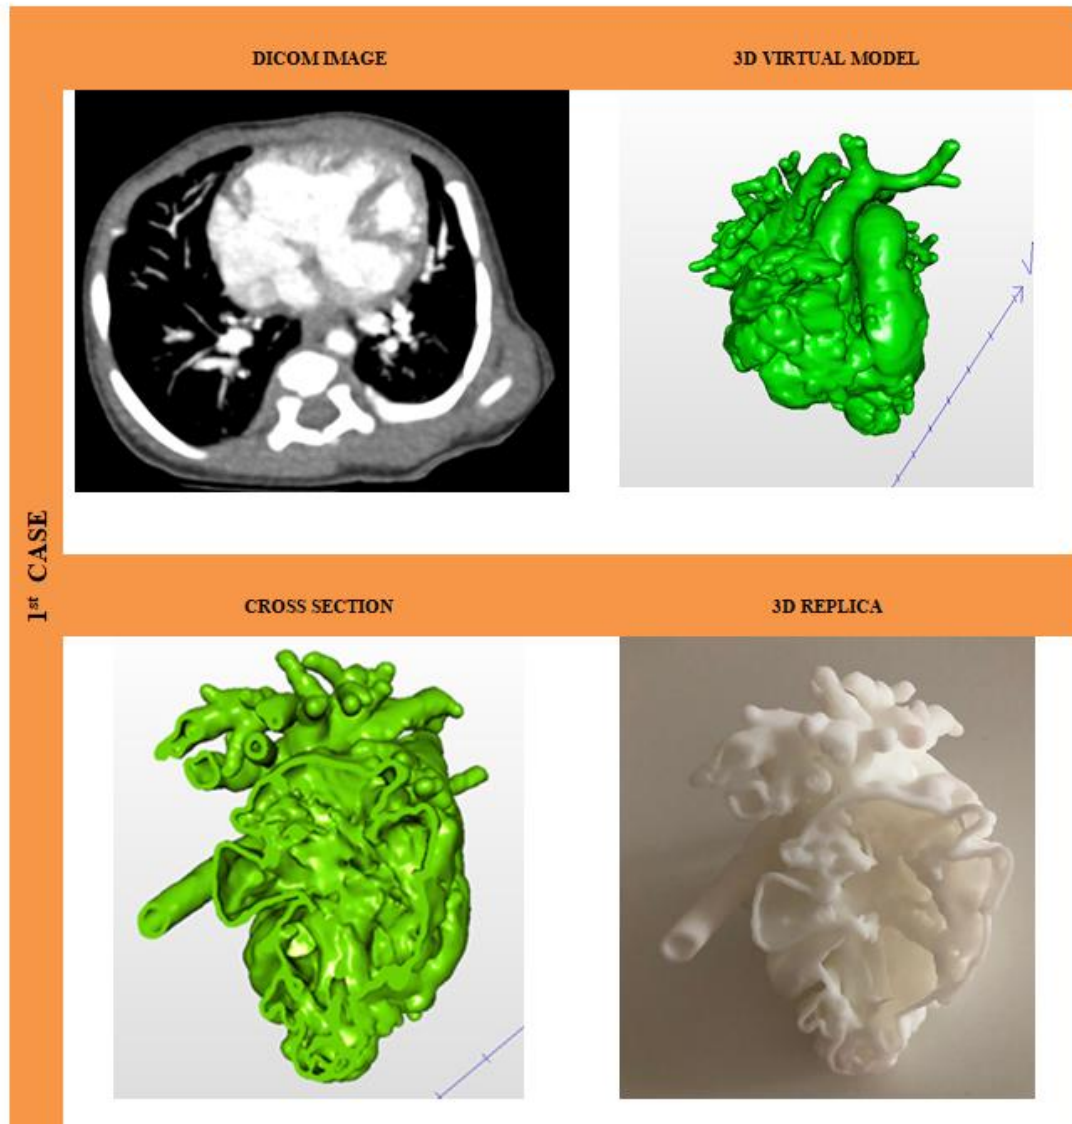 DICOM IMAGE
3D VIRTUAL MODEL
1st CASE
CROSS SECTION
3D REPLICA